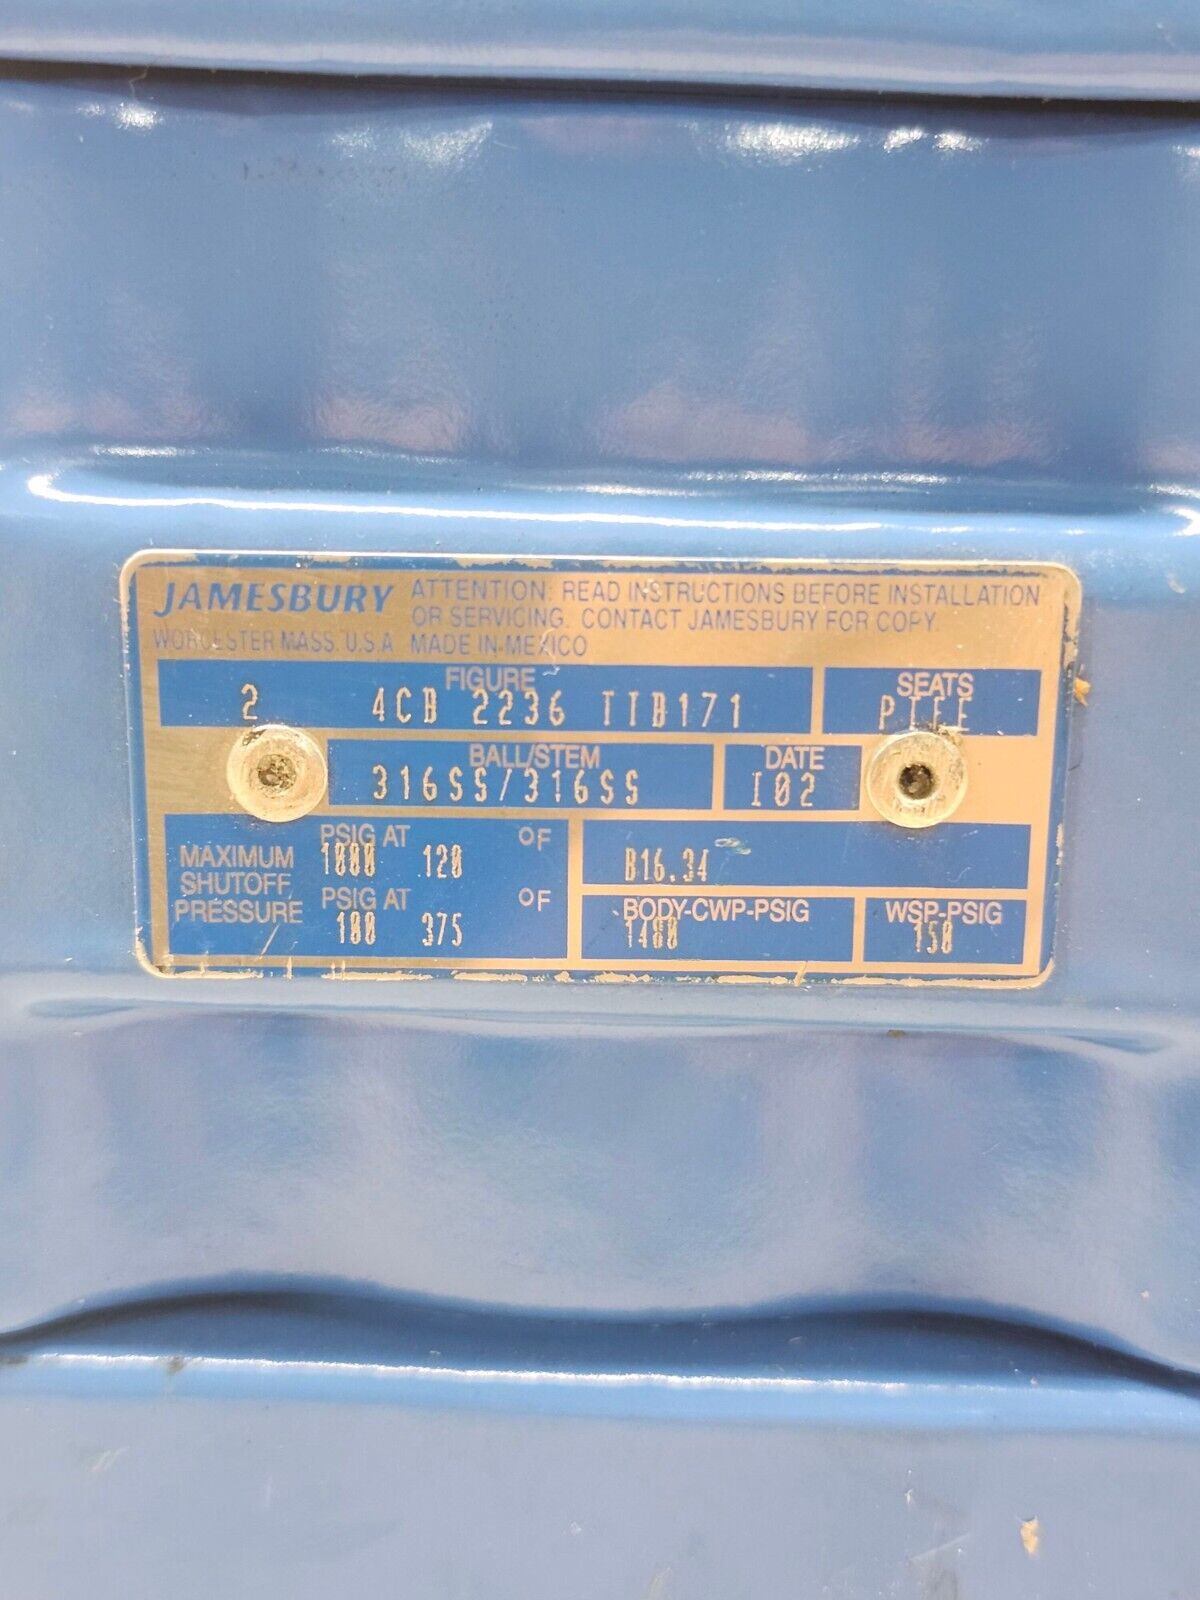 JAMESBURY ATTENTION: READ INSTRUCTIONS BEFORE INSTALLATION
OR SERVICING. CONTACT JAMESBURY FOR COPY.
WORCESTER MASS. U.S.A. MADE IN MEXICO
FIGURE
2 4CB 2236 TTB171
SEATS
PTFE
BALL/STEM
316SS/316SS
DATE
I02
MAXIMUM SHUTOFF PRESSURE
PSIG AT °F
1000 120
PSIG AT °F
100 375
B16.34
BODY-CWP-PSIG
1480
WSP-PSIG
150